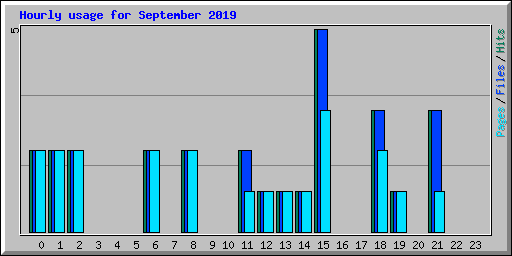 Hourly usage for September 2019
5
Pages/Files/Hits
0 1 2 3 4 5 6 7 8 9 10 11 12 13 14 15 16 17 18 19 20 21 22 23